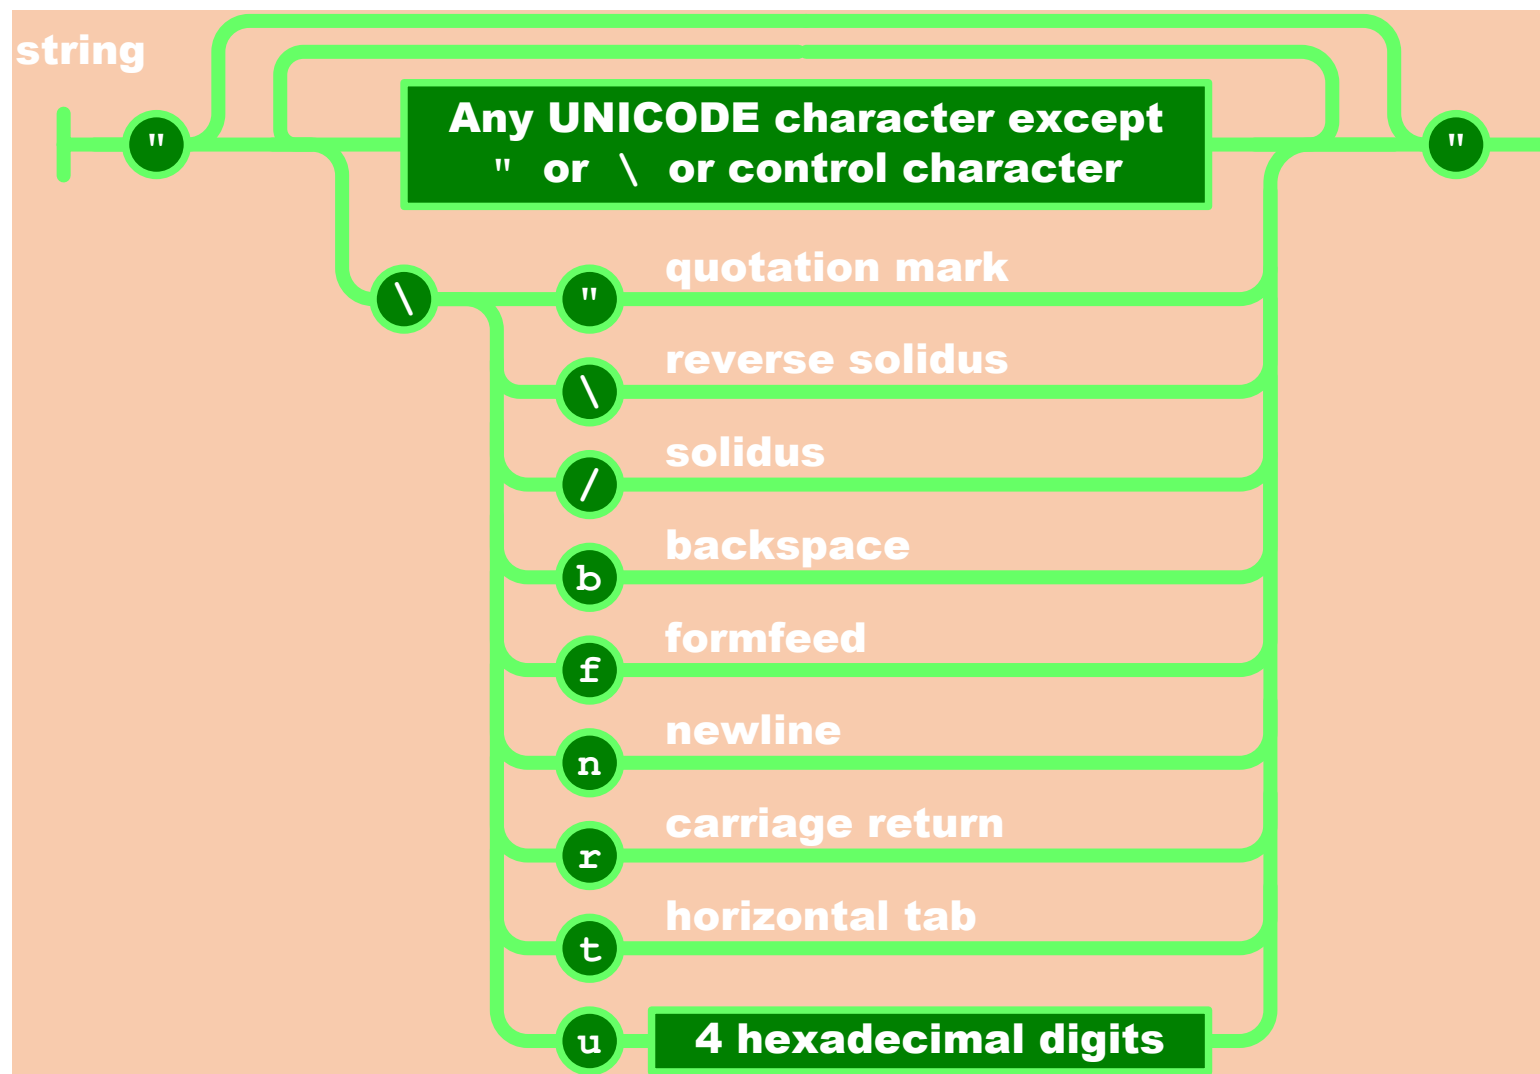 string
"
Any UNICODE character except
" or \ or control character
"
\
" quotation mark
\ reverse solidus
/ solidus
b backspace
f formfeed
n newline
r carriage return
t horizontal tab
u 4 hexadecimal digits